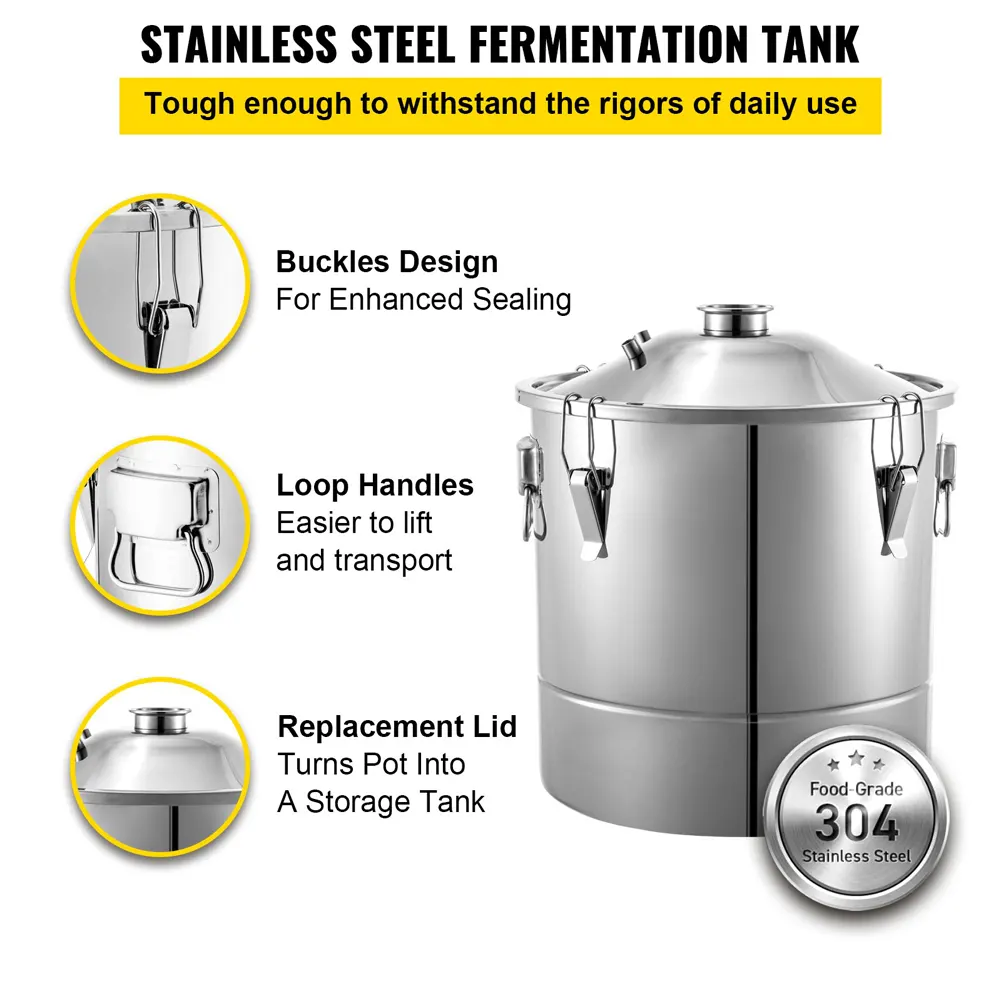 STAINLESS STEEL FERMENTATION TANK
Tough enough to withstand the rigors of daily use
Buckles Design
For Enhanced Sealing
Loop Handles
Easier to lift
and transport
Replacement Lid
Turns Pot Into
A Storage Tank
Food-Grade
304
Stainless Steel